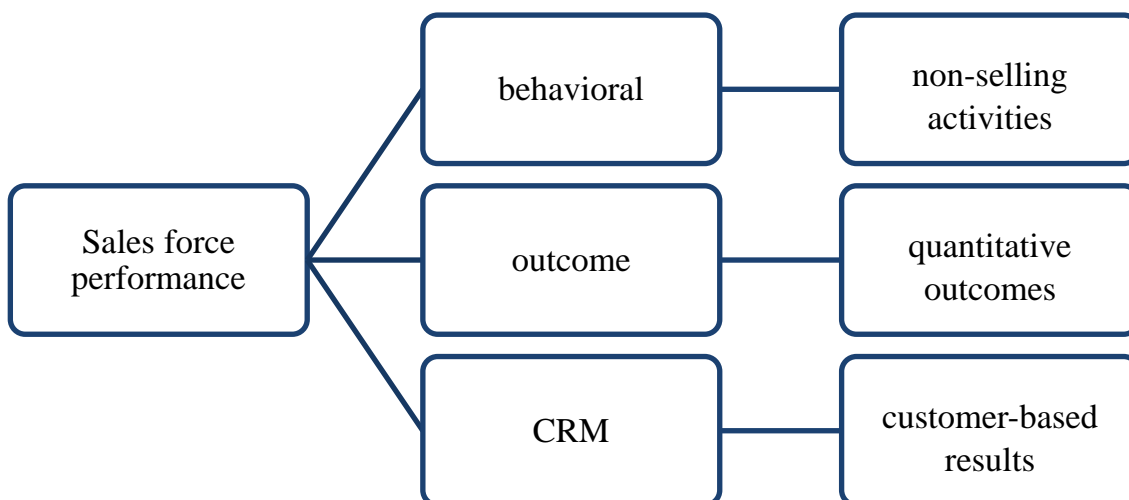 Sales force
performance
behavioral
non-selling
activities
outcome
quantitative
outcomes
CRM
customer-based
results